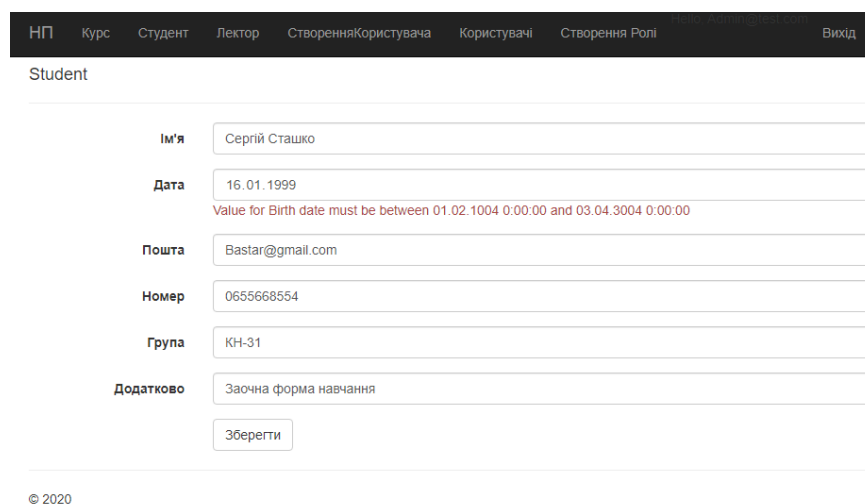 Hello, Admin@test.com
НП Курс Студент Лектор СтворенняКористувача Користувачі Створення Ролі Вихід
Student
Ім'я Сергій Сташко
Дата 16.01.1999
Value for Birth date must be between 01.02.1004 0:00:00 and 03.04.3004 0:00:00
Пошта Bastar@gmail.com
Номер 0655668554
Група КН-31
Додатково Заочна форма навчання
Зберегти
© 2020